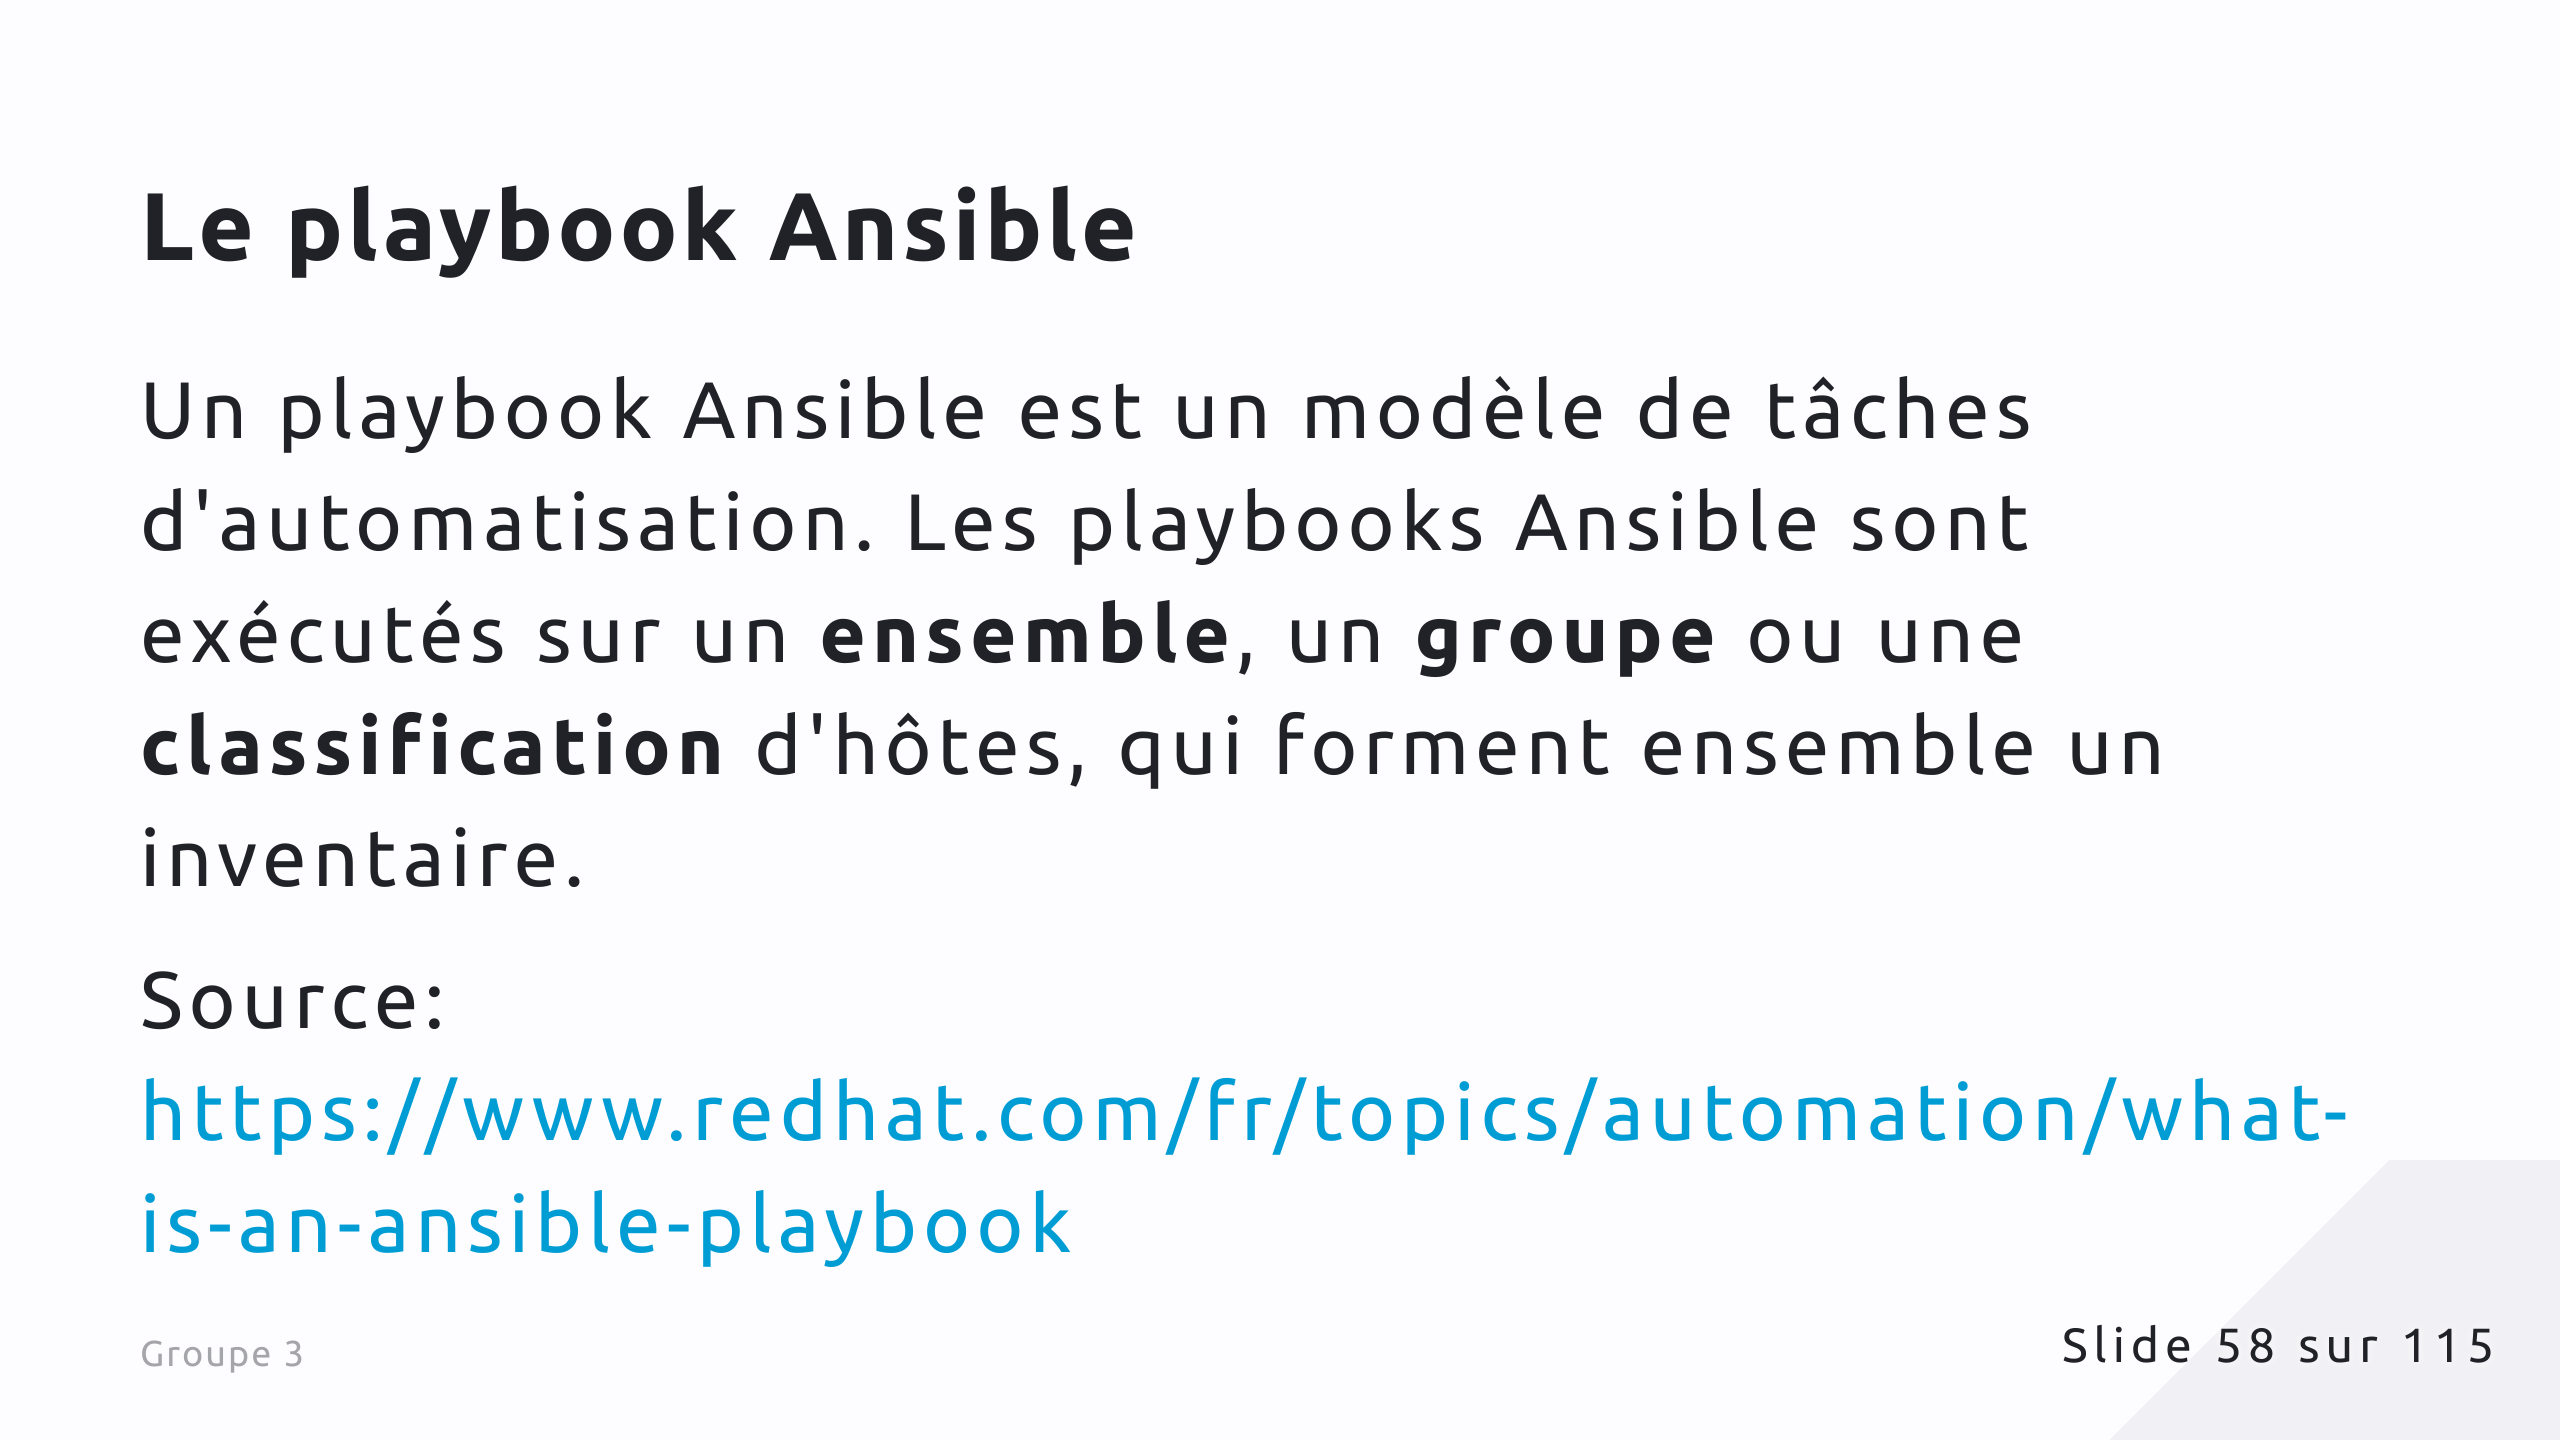 Le playbook Ansible
Un playbook Ansible est un modèle de tâches
d'automatisation. Les playbooks Ansible sont
exécutés sur un ensemble, un groupe ou une
classification d'hôtes, qui forment ensemble un
inventaire.
Source:
https://www.redhat.com/fr/topics/automation/what-
is-an-ansible-playbook
Groupe 3
Slide 58 sur 115